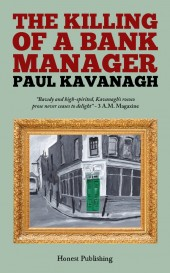 THE KILLING
OF A BANK
MANAGER
PAUL KAVANAGH
"Bawdy and high-spirited, Kavanagh's roman
prose never ceases to delight" - 3 A.M. Magazine
Honest Publishing